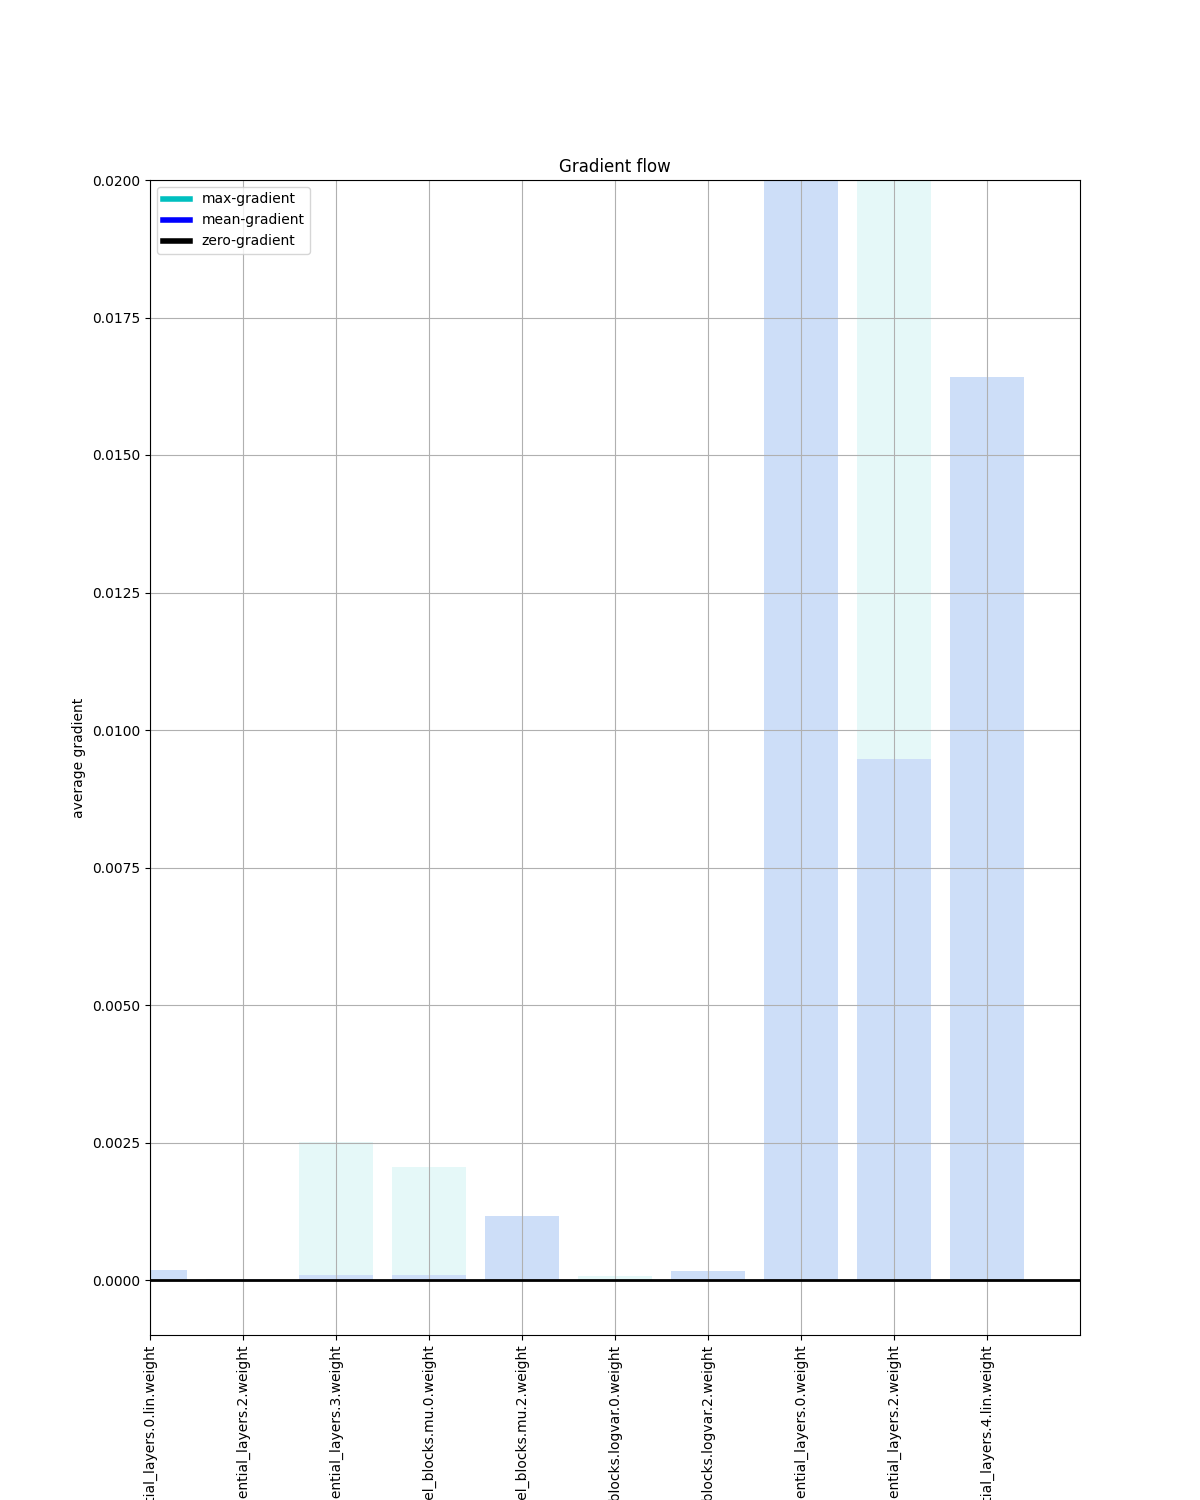 Gradient flow
max-gradient
mean-gradient
zero-gradient
0.0200
0.0175
0.0150
0.0125
0.0100
0.0075
0.0050
0.0025
0.0000
average gradient
tial_layers.0.lin.weight
ential_layers.2.weight
ential_layers.3.weight
el_blocks.mu.0.weight
el_blocks.mu.2.weight
blocks.logvar.0.weight
blocks.logvar.2.weight
ential_layers.0.weight
ential_layers.2.weight
tial_layers.4.lin.weight